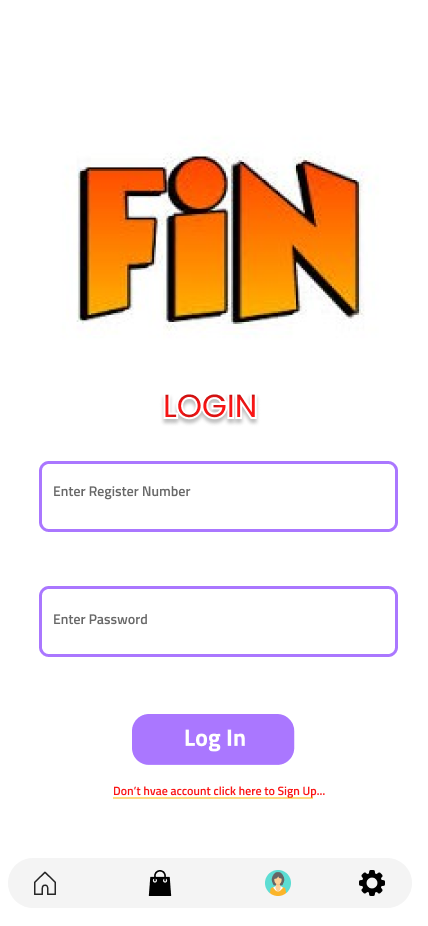 FiN
LOGIN
Enter Register Number
Enter Password
Log In
Don't hvae account click here to Sign Up...